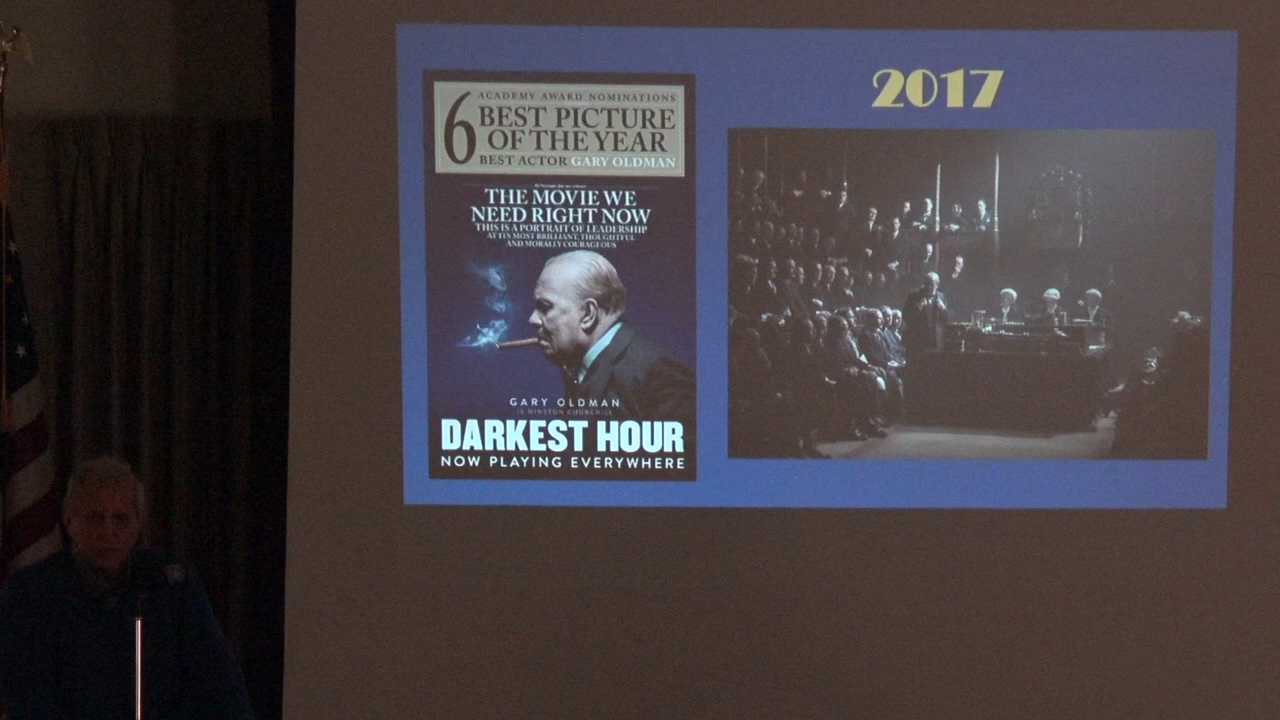 6
ACADEMY AWARD NOMINATIONS
BEST PICTURE
OF THE YEAR
BEST ACTOR GARY OLDMAN
THE MOVIE WE
NEED RIGHT NOW
THIS IS A PORTRAIT OF LEADERSHIP
AT ITS MOST BRILLIANT, THOUGHTFUL
AND MORALLY COURAGEOUS
GARY OLDMAN
IS WINSTON CHURCHILL
DARKEST HOUR
NOW PLAYING EVERYWHERE
2017